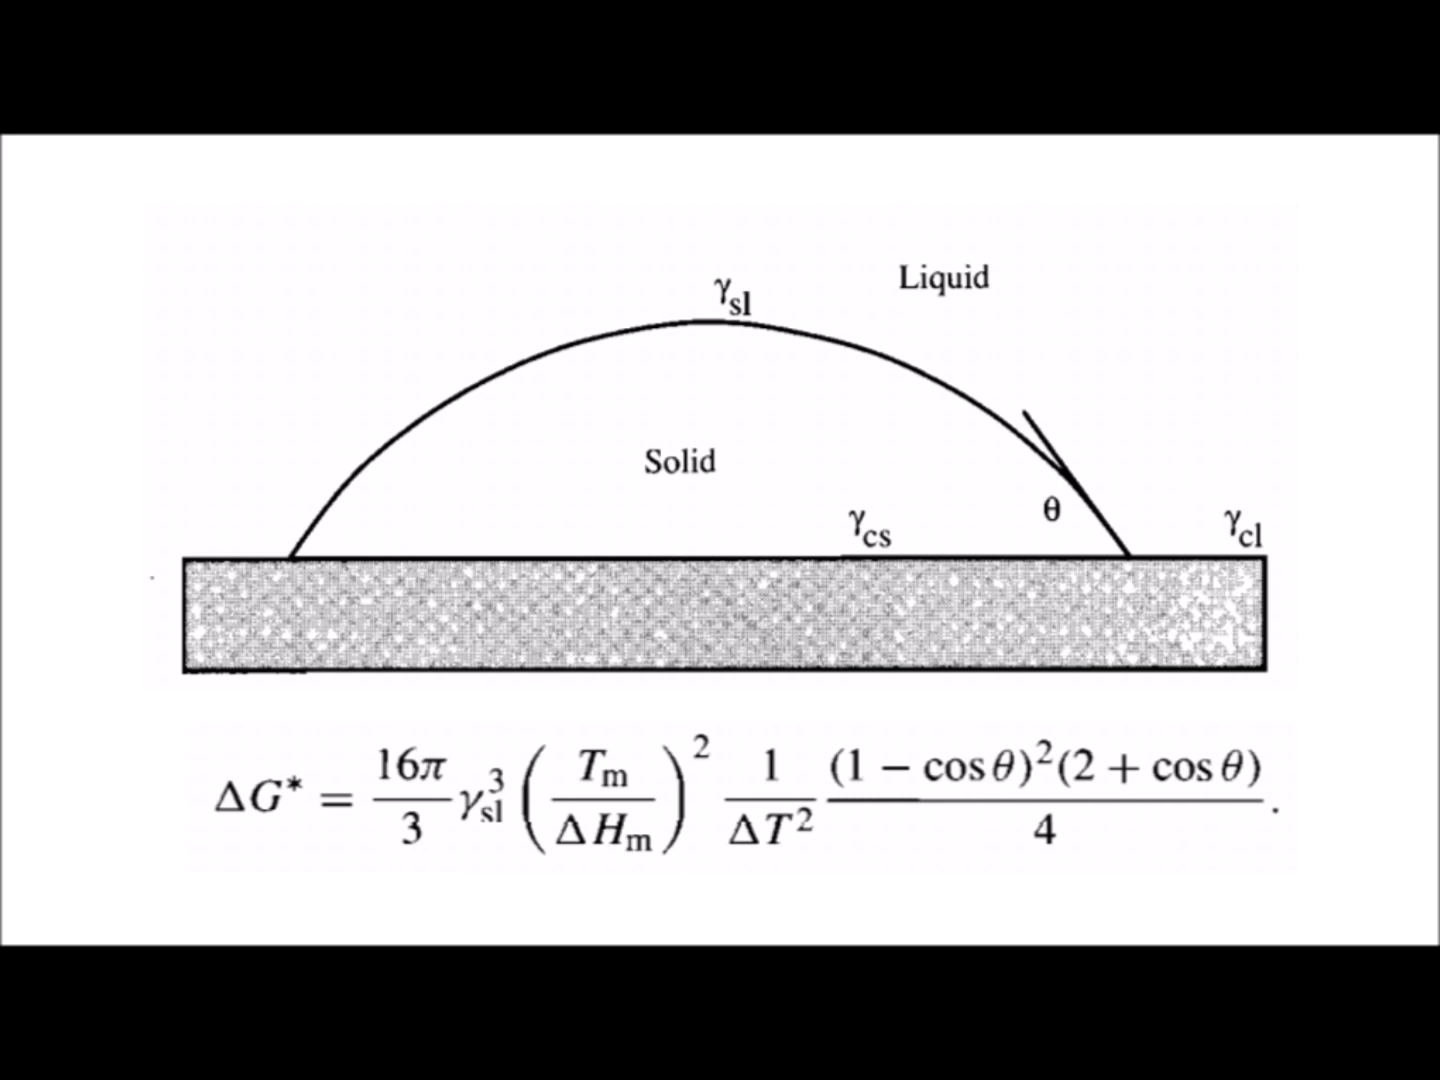 Liquid
γsl
Solid
θ
γcs
γcl
ΔG* = 16π/3 γsl³ (Tm/ΔHm)² 1/ΔT² (1 − cos θ)²(2 + cos θ)/4.